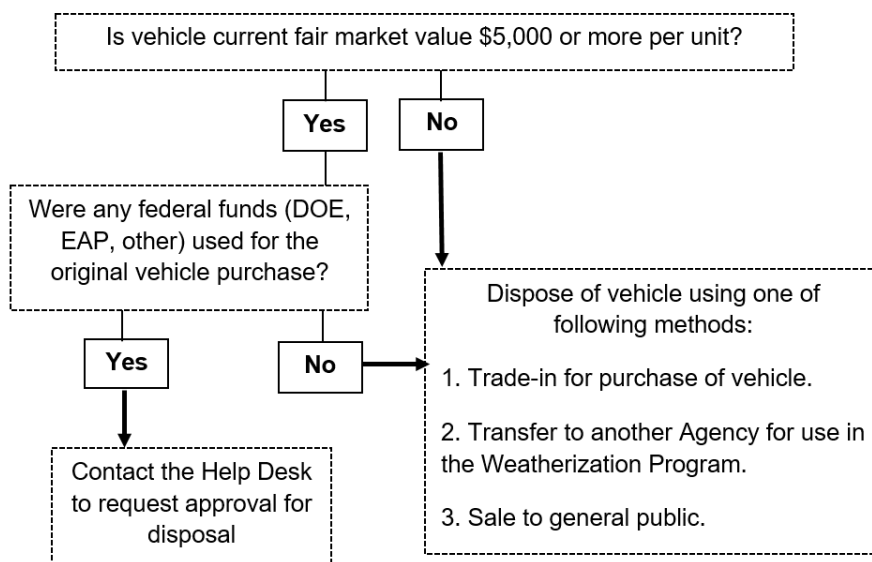 Is vehicle current fair market value $5,000 or more per unit?
Yes
No
Were any federal funds (DOE,
EAP, other) used for the
original vehicle purchase?
Yes
No
Dispose of vehicle using one of
following methods:
1. Trade-in for purchase of vehicle.
2. Transfer to another Agency for use in
the Weatherization Program.
3. Sale to general public.
Contact the Help Desk
to request approval for
disposal